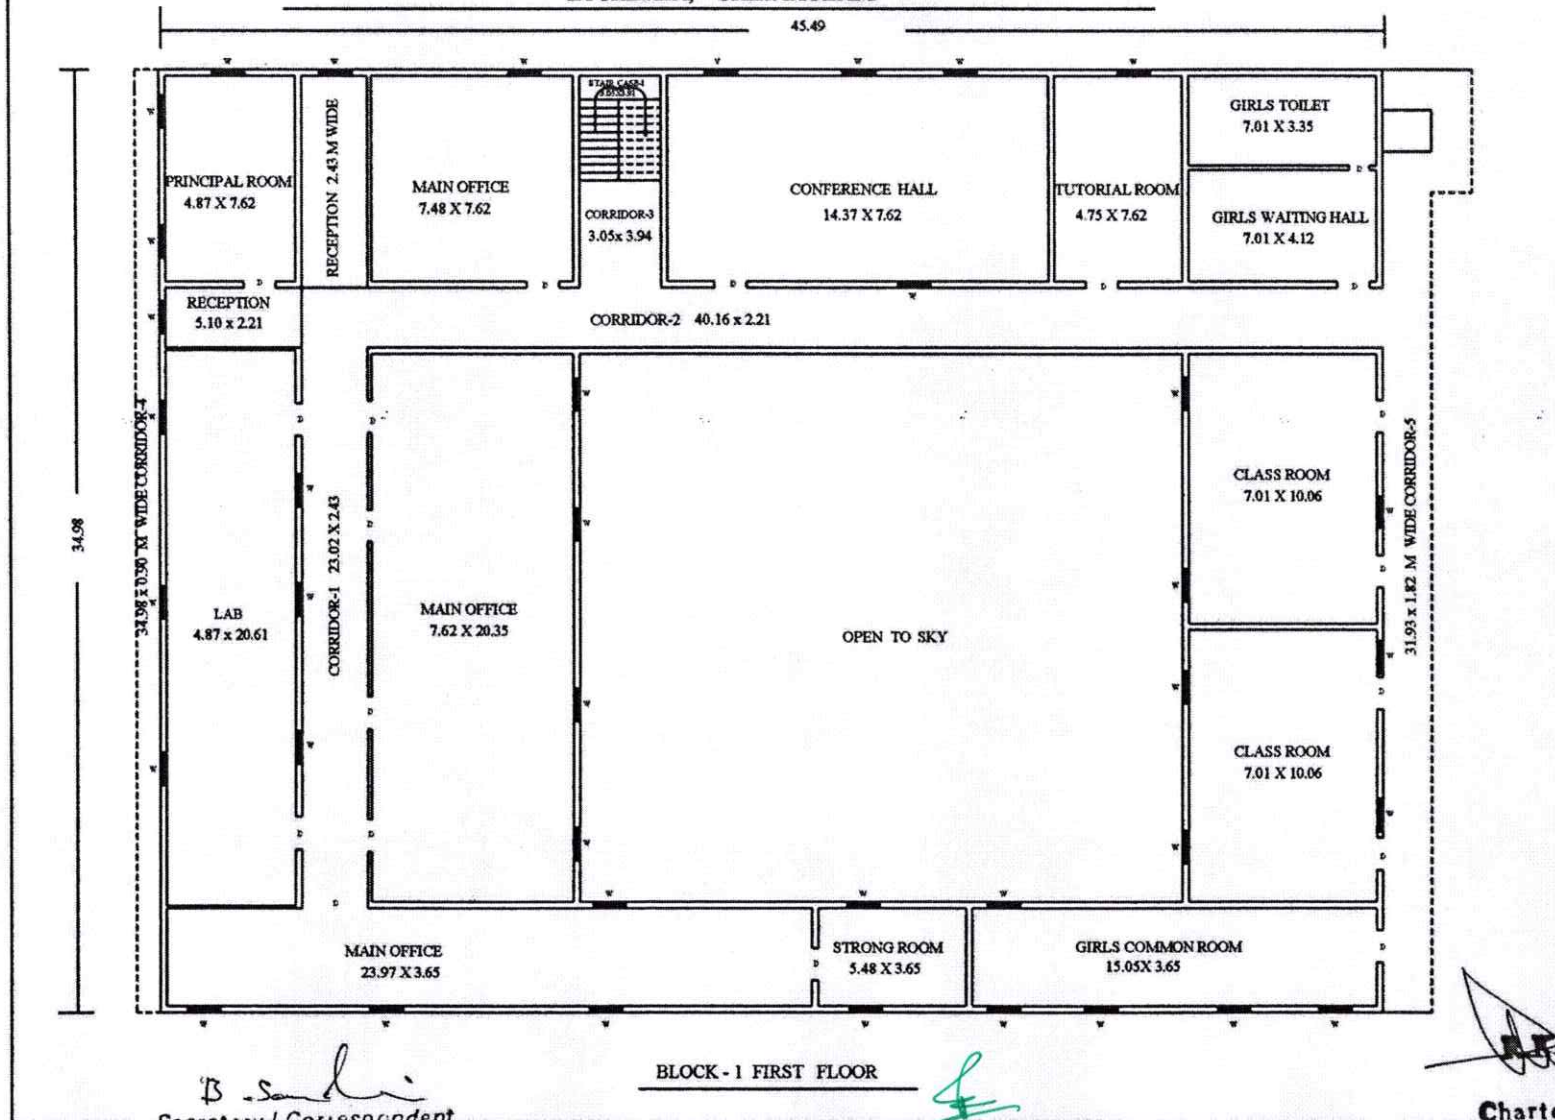 45.49
GIRLS TOILET
7.01 X 3.35
PRINCIPAL ROOM
4.87 X 7.62
RECEPTION 2.43 M WIDE
MAIN OFFICE
7.48 X 7.62
CORRIDOR-3
3.05x 3.94
CONFERENCE HALL
14.37 X 7.62
TUTORIAL ROOM
4.75 X 7.62
GIRLS WAITING HALL
7.01 X 4.12
RECEPTION
5.10 x 2.21
CORRIDOR-2 40.16 x 2.21
34.98
34.98 x 0.90 M WIDE CORRIDOR-4
LAB
4.87 x 20.61
CORRIDOR-1 23.02 X 2.43
MAIN OFFICE
7.62 X 20.35
OPEN TO SKY
CLASS ROOM
7.01 X 10.06
31.93 x 1.82 M WIDE CORRIDOR-5
CLASS ROOM
7.01 X 10.06
MAIN OFFICE
23.97 X 3.65
STRONG ROOM
5.48 X 3.65
GIRLS COMMON ROOM
15.05X 3.65
BLOCK - 1 FIRST FLOOR
Secretary / Correspondent